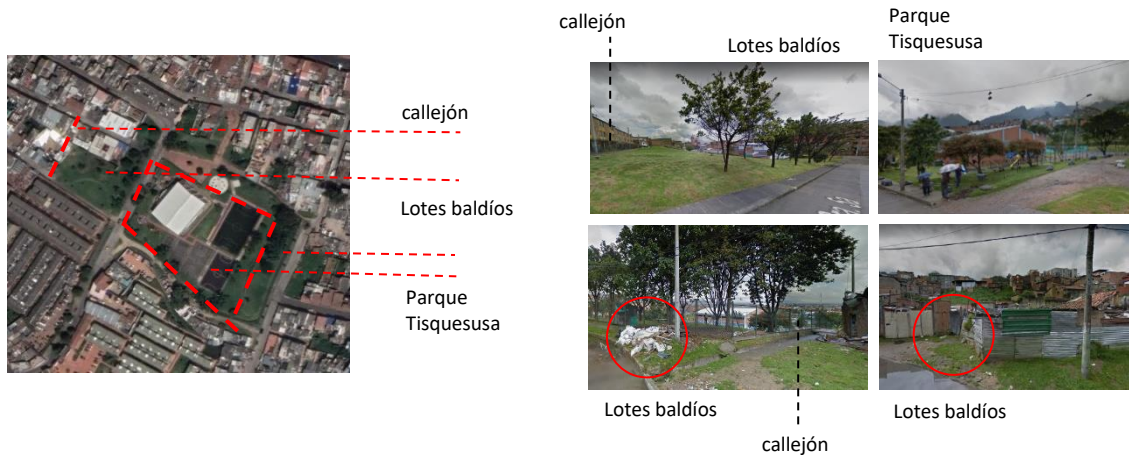 callejón
Lotes baldíos
Parque
Tisquesusa
callejón
Lotes baldíos
Parque
Tisquesusa
Lotes baldíos
callejón
Lotes baldíos